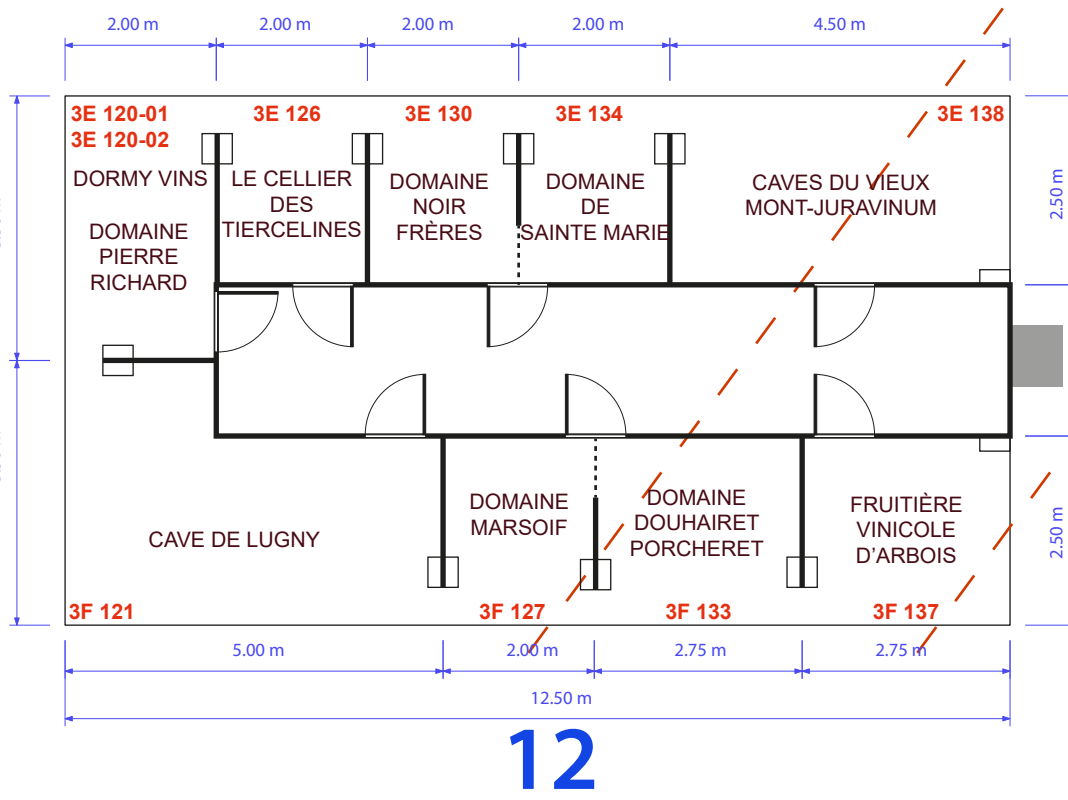 2.00 m
2.00 m
2.00 m
2.00 m
4.50 m
3E 120-01
3E 120-02
3E 126
3E 130
3E 134
3E 138
DORMY VINS
DOMAINE
PIERRE
RICHARD
LE CELLIER
DES
TIERCELINES
DOMAINE
NOIR
FRÈRES
DOMAINE
DE
SAINTE MARIE
CAVES DU VIEUX
MONT-JURAVINUM
2.50 m
CAVE DE LUGNY
DOMAINE
MARSOIF
DOMAINE
DOUHAIRET
PORCHERET
FRUITIÈRE
VINICOLE
D'ARBOIS
2.50 m
3F 121
3F 127
3F 133
3F 137
5.00 m
2.00 m
2.75 m
2.75 m
12.50 m
12